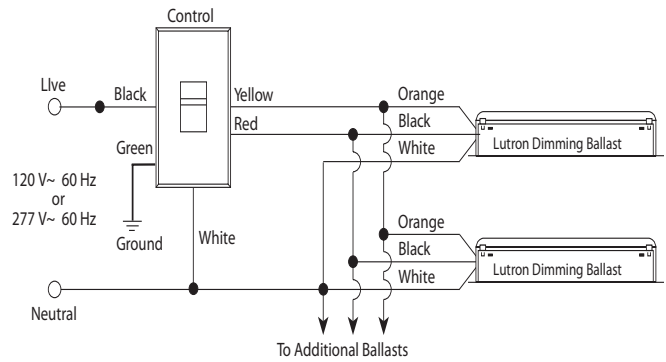 Control
LIve
Black
Yellow
Orange
Red
Black
Lutron Dimming Ballast
Green
White
120 V~ 60 Hz
or
277 V~ 60 Hz
Ground
White
Orange
Black
Lutron Dimming Ballast
White
Neutral
To Additional Ballasts